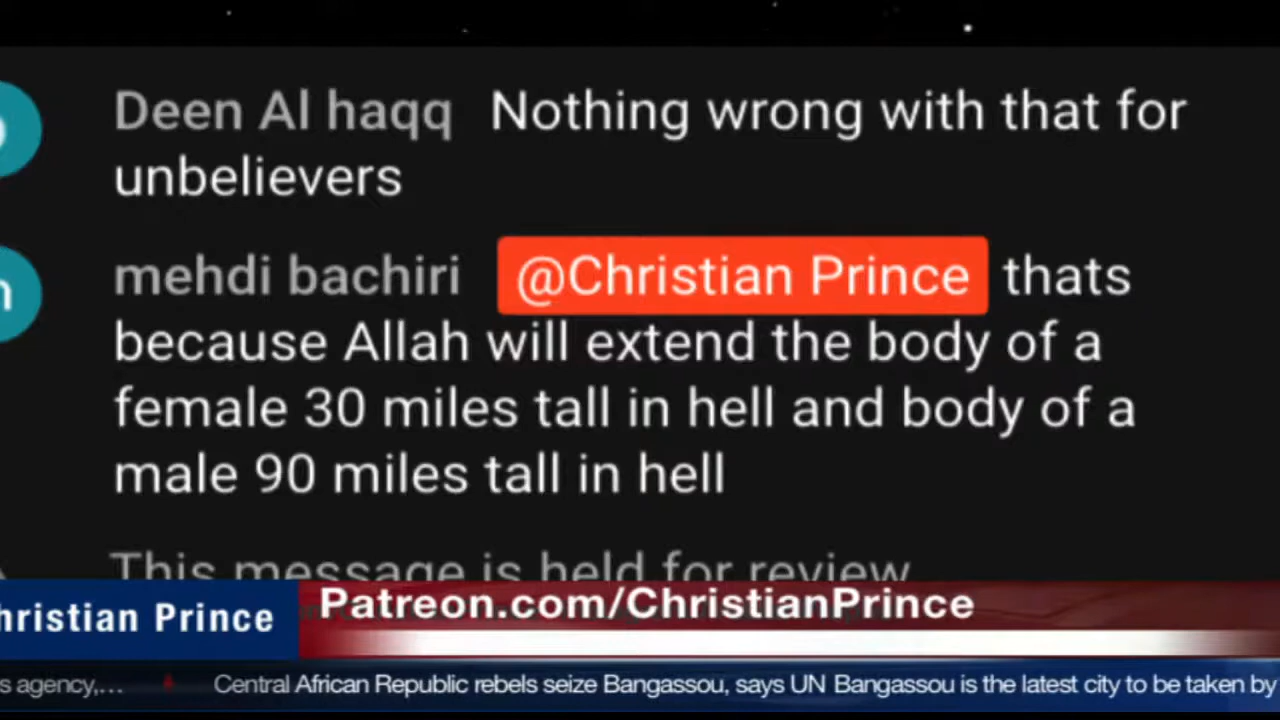 Deen Al haqq Nothing wrong with that for
unbelievers
mehdi bachiri @Christian Prince thats
because Allah will extend the body of a
female 30 miles tall in hell and body of a
male 90 miles tall in hell
This message is held for review
hristian Prince
Patreon.com/ChristianPrince
s agency,... Central African Republic rebels seize Bangassou, says UN Bangassou is the latest city to be taken by